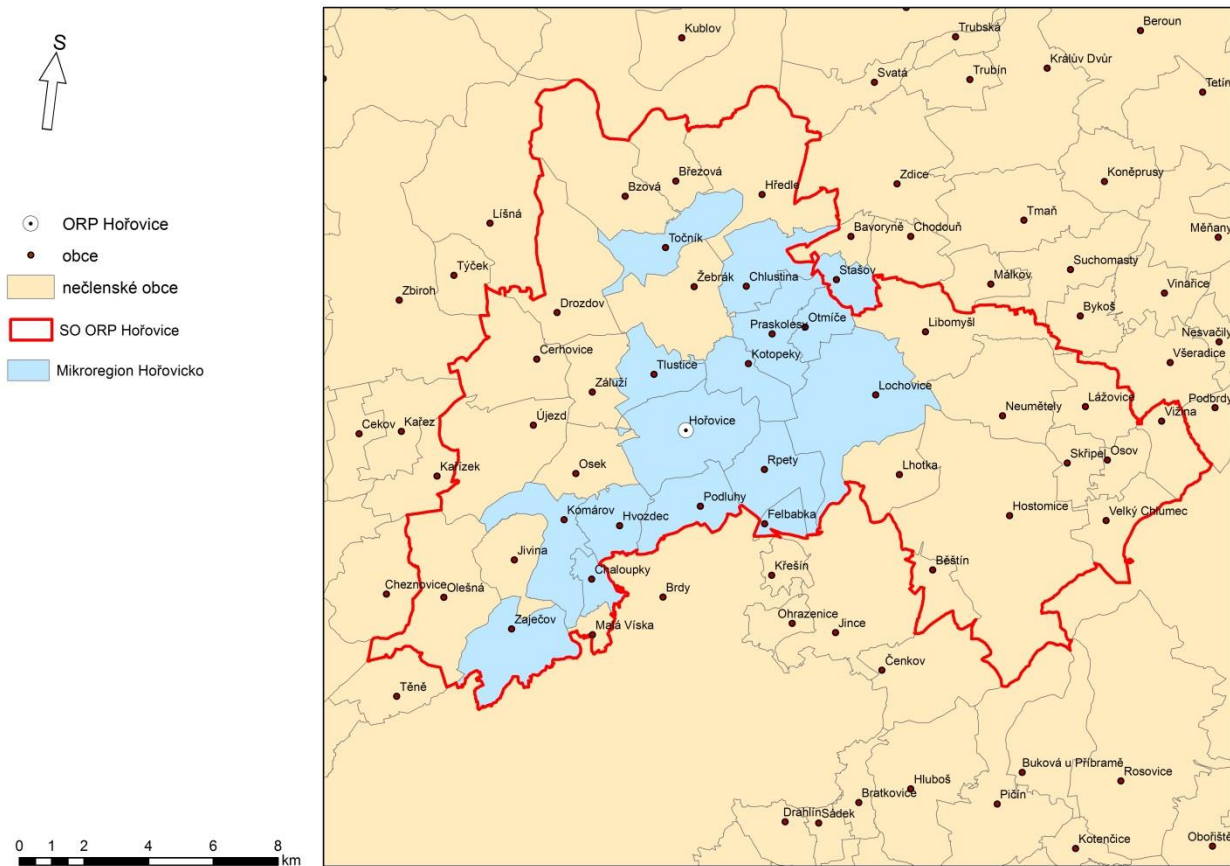 S
ORP Hořovice
obce
nečlenské obce
SO ORP Hořovice
Mikroregion Hořovicko
0 1 2 4 6 8
km
Kublov
Trubská
Beroun
Svatá
Trubín
Králův Dvůr
Tetín
Březová
Bzová
Hředle
Zdice
Koněprusy
Líšná
Točník
Bavoryně
Chodouň
Tmaň
Měňany
Týček
Zbiroh
Žebrák
Chlustina
Stašov
Málkov
Suchomasty
Vinařice
Drozdov
Praskolesy
Otmíče
Libomyšl
Bykoš
Nesvačily
Cerhovice
Tlustice
Kotopeky
Všeradice
Záluží
Lochovice
Lážovice
Podbrdy
Cekov
Kařez
Újezd
Hořovice
Neumětely
Vižina
Kařízek
Osek
Rpety
Lhotka
Skřipel
Osov
Komárov
Hvozdec
Podluhy
Felbabka
Hostomice
Velký Chlumec
Jivina
Chaloupky
Křešín
Běštín
Cheznovice
Olešná
Brdy
Zaječov
Malá Víska
Ohrazenice
Jince
Těně
Čenkov
Buková u Příbramě
Rosovice
Hluboš
Bratkovice
Pičín
Drahlín
Sádek
Kotenčice
Obořiště